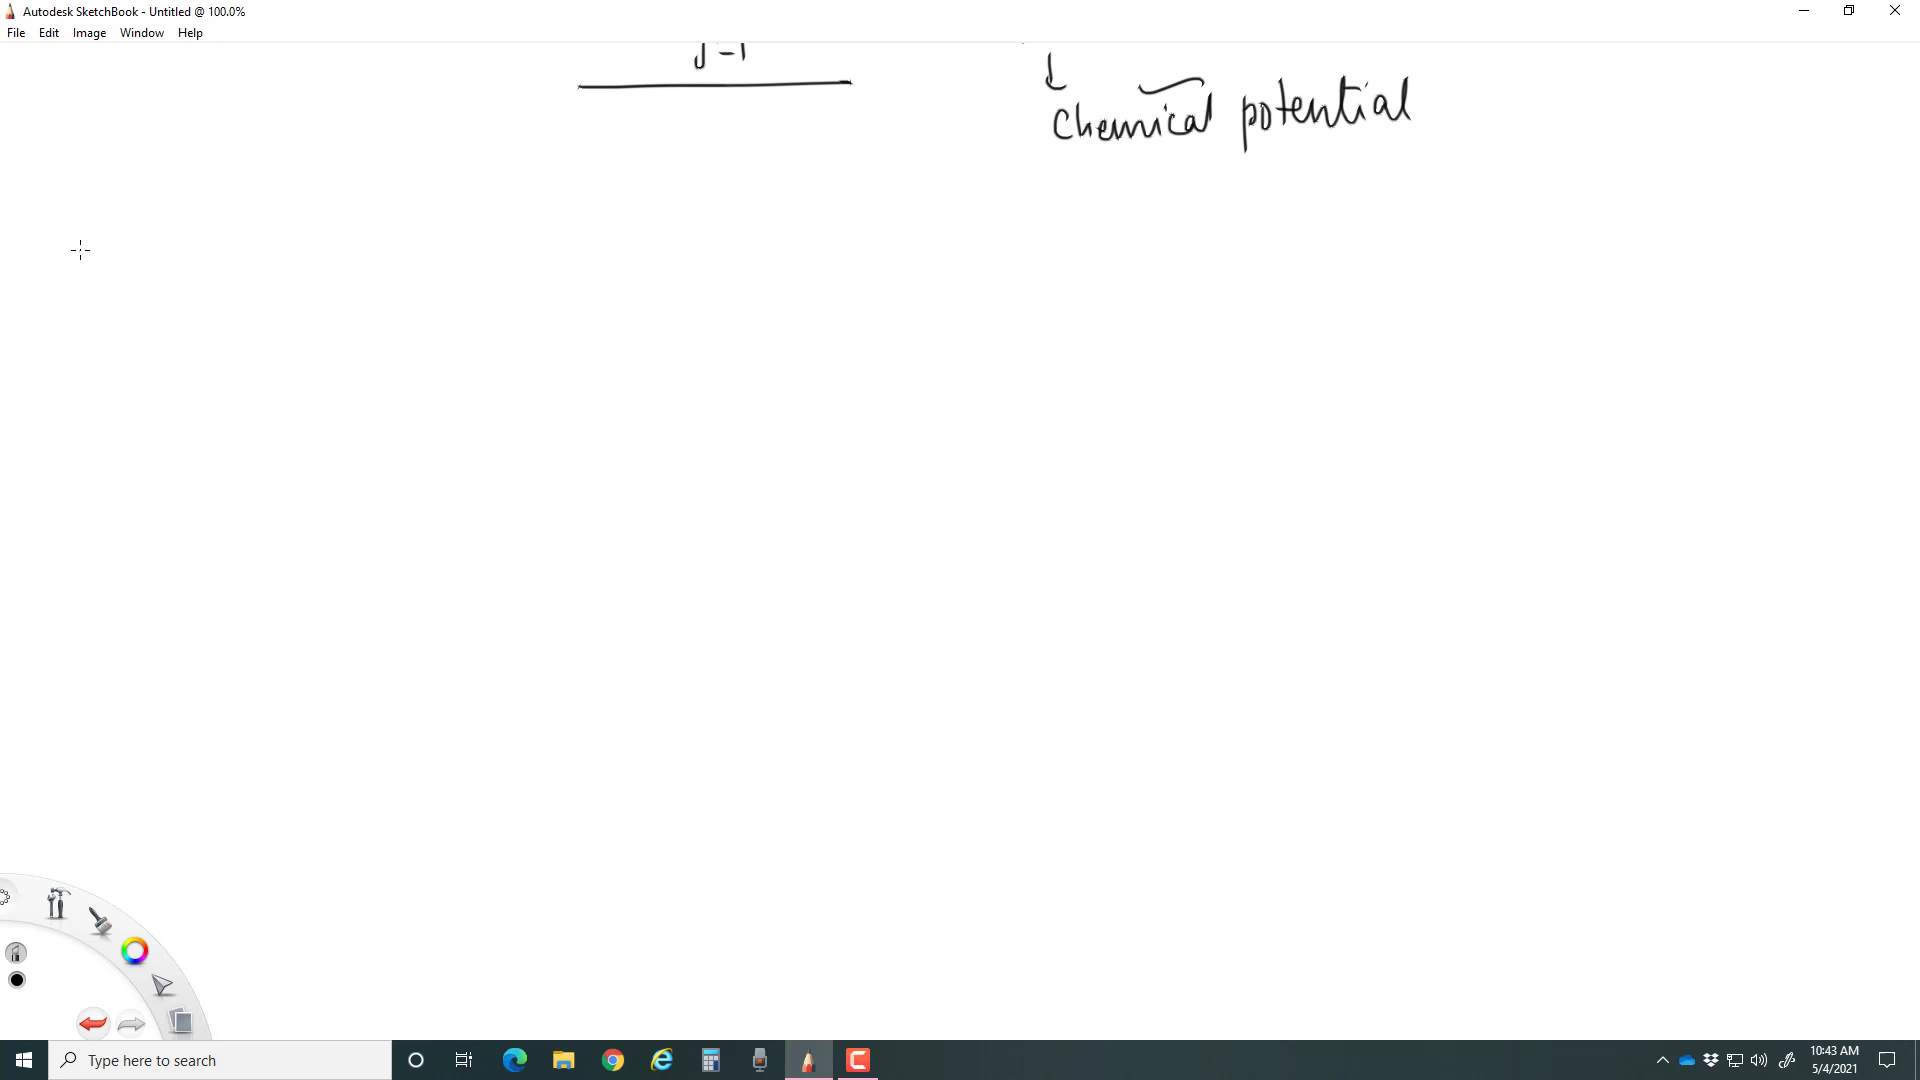 Autodesk SketchBook - Untitled @ 100.0%
File Edit Image Window Help
j=1
chemical potential
Type here to search
10:43 AM
5/4/2021